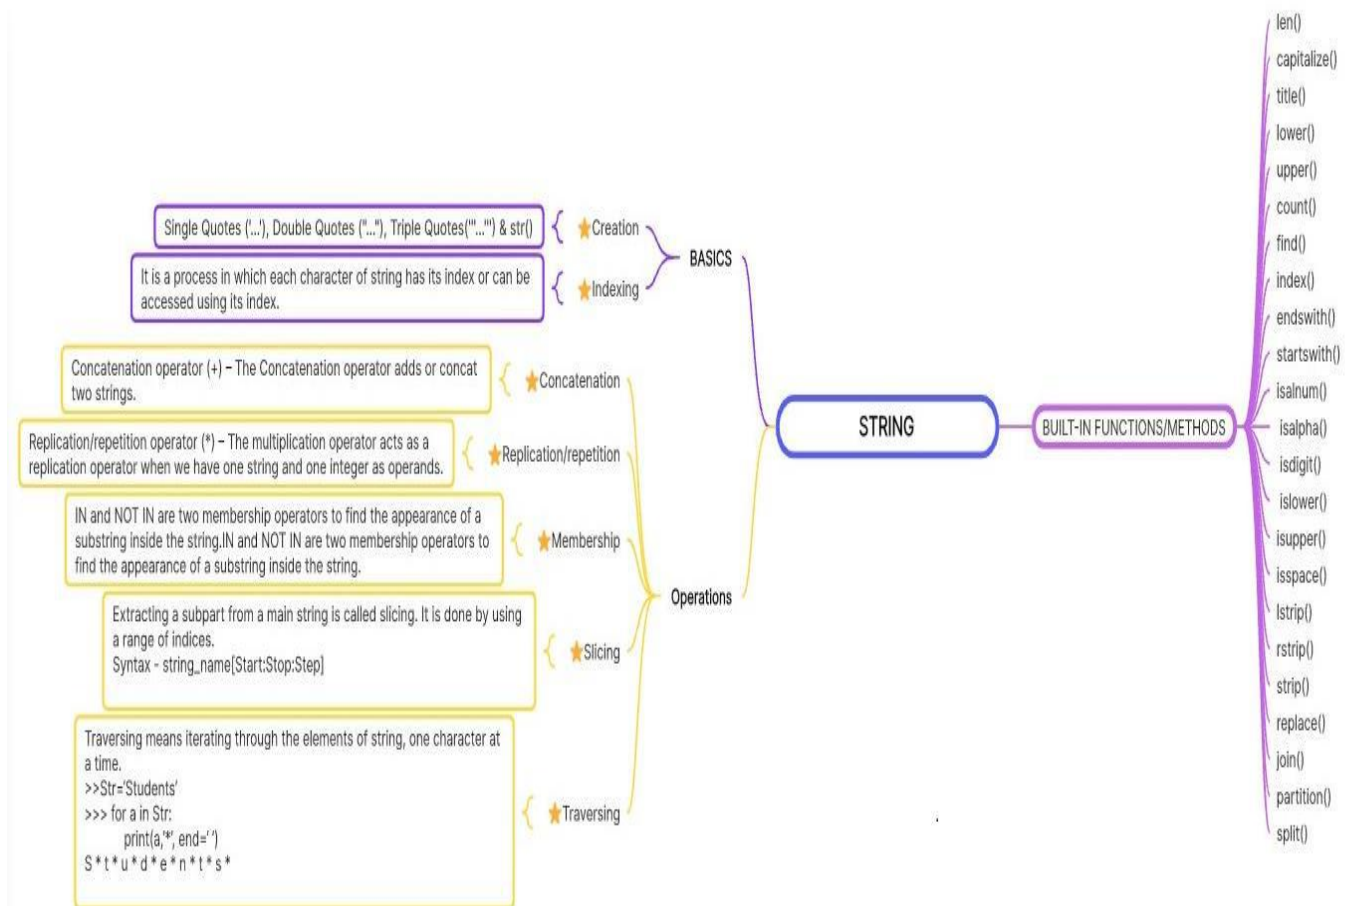 STRING
BASICS
Creation
Single Quotes ('...'), Double Quotes ("..."), Triple Quotes('"..."') & str()
Indexing
It is a process in which each character of string has its index or can be
accessed using its index.
Operations
Concatenation
Concatenation operator (+) – The Concatenation operator adds or concat
two strings.
Replication/repetition
Replication/repetition operator (*) – The multiplication operator acts as a
replication operator when we have one string and one integer as operands.
Membership
IN and NOT IN are two membership operators to find the appearance of a
substring inside the string.IN and NOT IN are two membership operators to
find the appearance of a substring inside the string.
Slicing
Extracting a subpart from a main string is called slicing. It is done by using
a range of indices.
Syntax - string_name[Start:Stop:Step]
Traversing
Traversing means iterating through the elements of string, one character at
a time.
>>Str='Students'
>>> for a in Str:
print(a,'*', end=' ')
S * t * u * d * e * n * t * s *
BUILT-IN FUNCTIONS/METHODS
len()
capitalize()
title()
lower()
upper()
count()
find()
index()
endswith()
startswith()
isalnum()
isalpha()
isdigit()
islower()
isupper()
isspace()
lstrip()
rstrip()
strip()
replace()
join()
partition()
split()